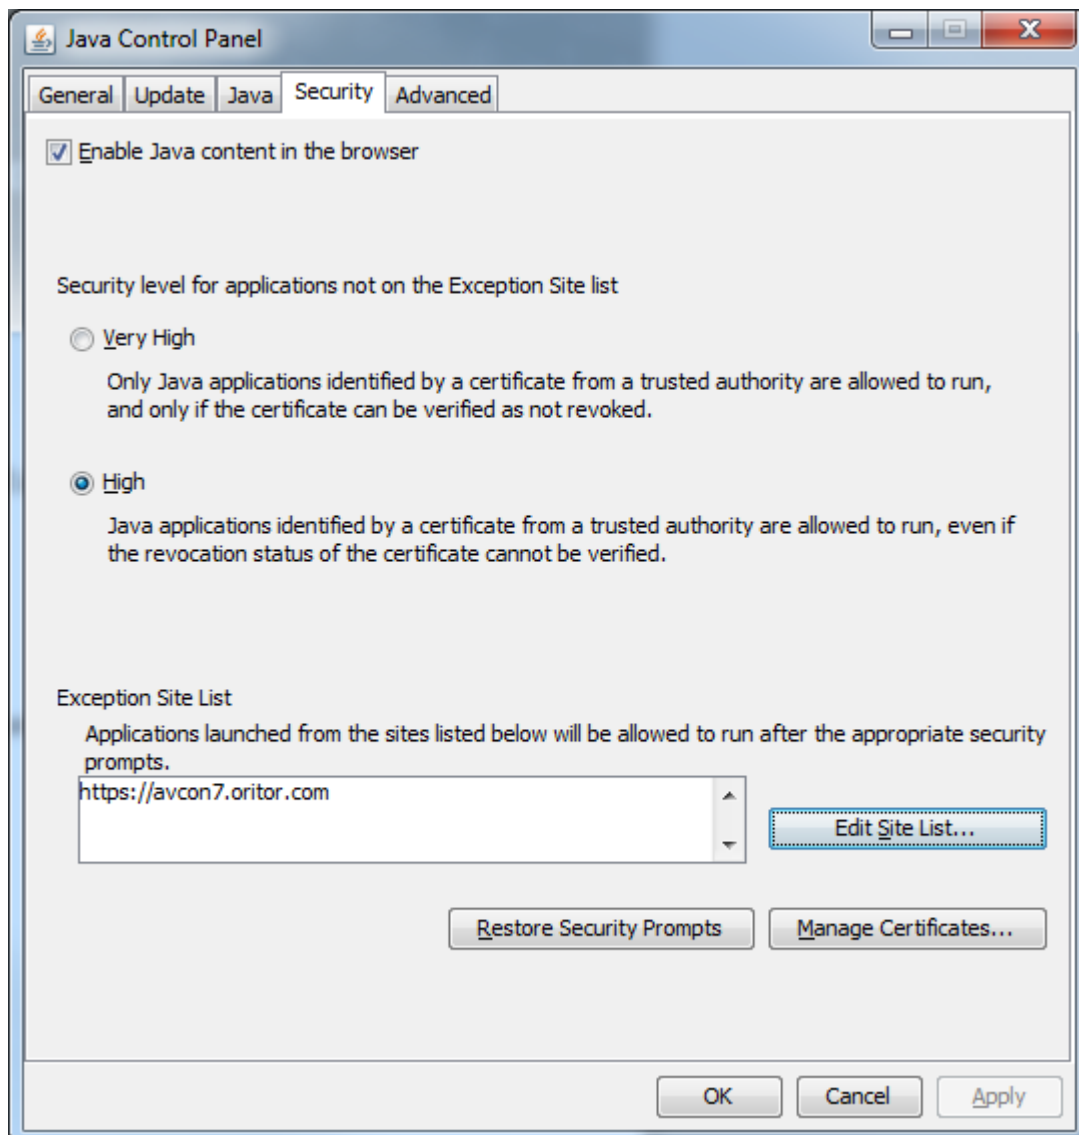 Java Control Panel
General Update Java Security Advanced
Enable Java content in the browser
Security level for applications not on the Exception Site list
Very High
Only Java applications identified by a certificate from a trusted authority are allowed to run,
and only if the certificate can be verified as not revoked.
High
Java applications identified by a certificate from a trusted authority are allowed to run, even if
the revocation status of the certificate cannot be verified.
Exception Site List
Applications launched from the sites listed below will be allowed to run after the appropriate security
prompts.
https://avcon7.oritor.com
Edit Site List...
Restore Security Prompts Manage Certificates...
OK Cancel Apply